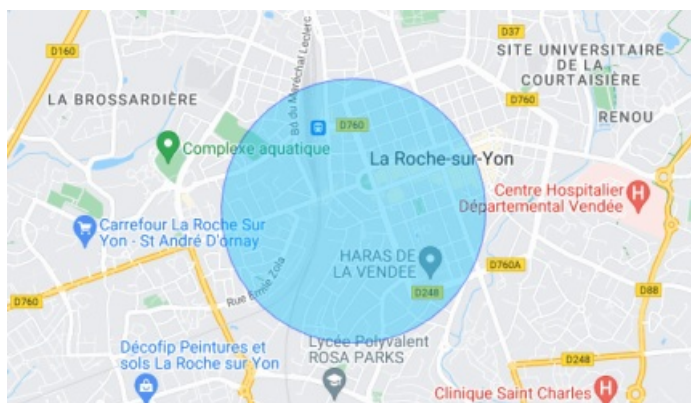 D160
D37
SITE UNIVERSITAIRE
DE LA
COURTAISIÈRE
LA BROSSARDIÈRE
Bd du Maréchal Leclerc
D760
RENOU
D760
Complexe aquatique
La Roche-sur-Yon
Centre Hospitalier
Départemental Vendée
H
Carrefour La Roche Sur
Yon - St André D'ornay
HARAS DE
LA VENDEE
D760A
Rue Émile Zola
D760
D248
D88
Lycée Polyvalent
ROSA PARKS
Décofip Peintures et
sols La Roche sur Yon
D248
Clinique Saint Charles
H